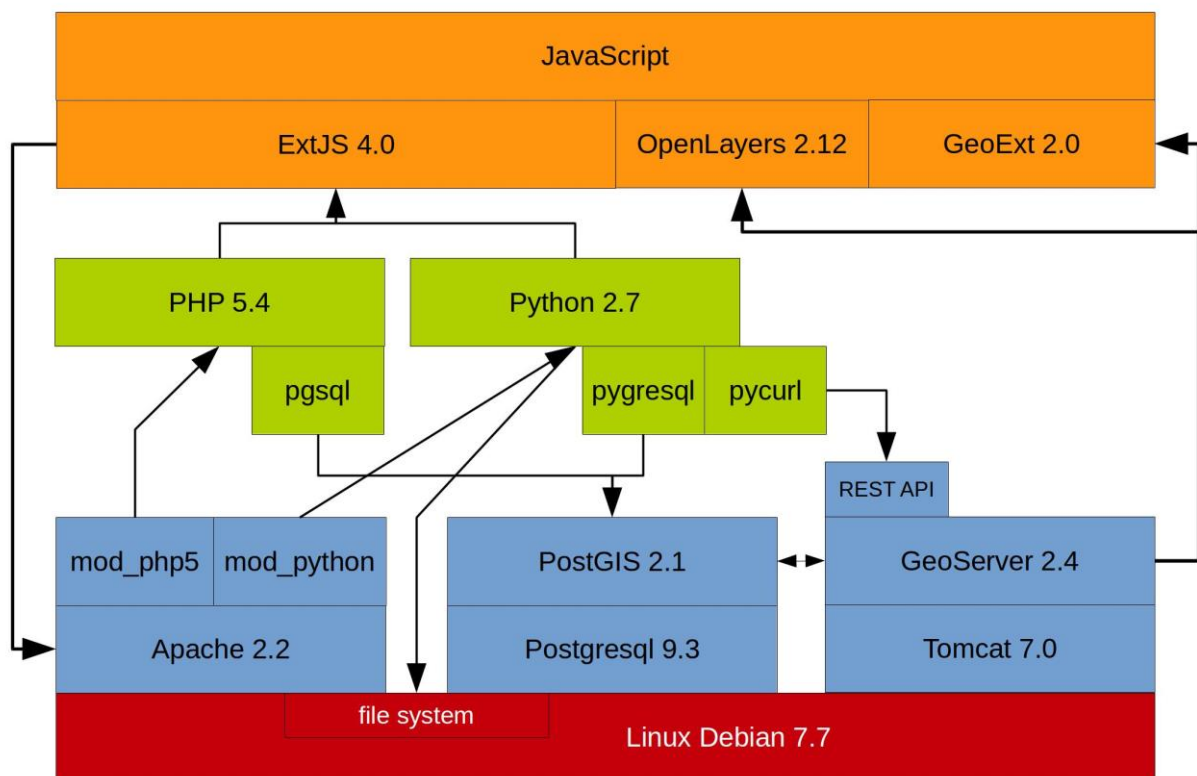 JavaScript
ExtJS 4.0
OpenLayers 2.12
GeoExt 2.0
PHP 5.4
Python 2.7
pgsql
pygresql
pycurl
REST API
mod_php5
mod_python
PostGIS 2.1
GeoServer 2.4
Apache 2.2
Postgresql 9.3
Tomcat 7.0
file system
Linux Debian 7.7